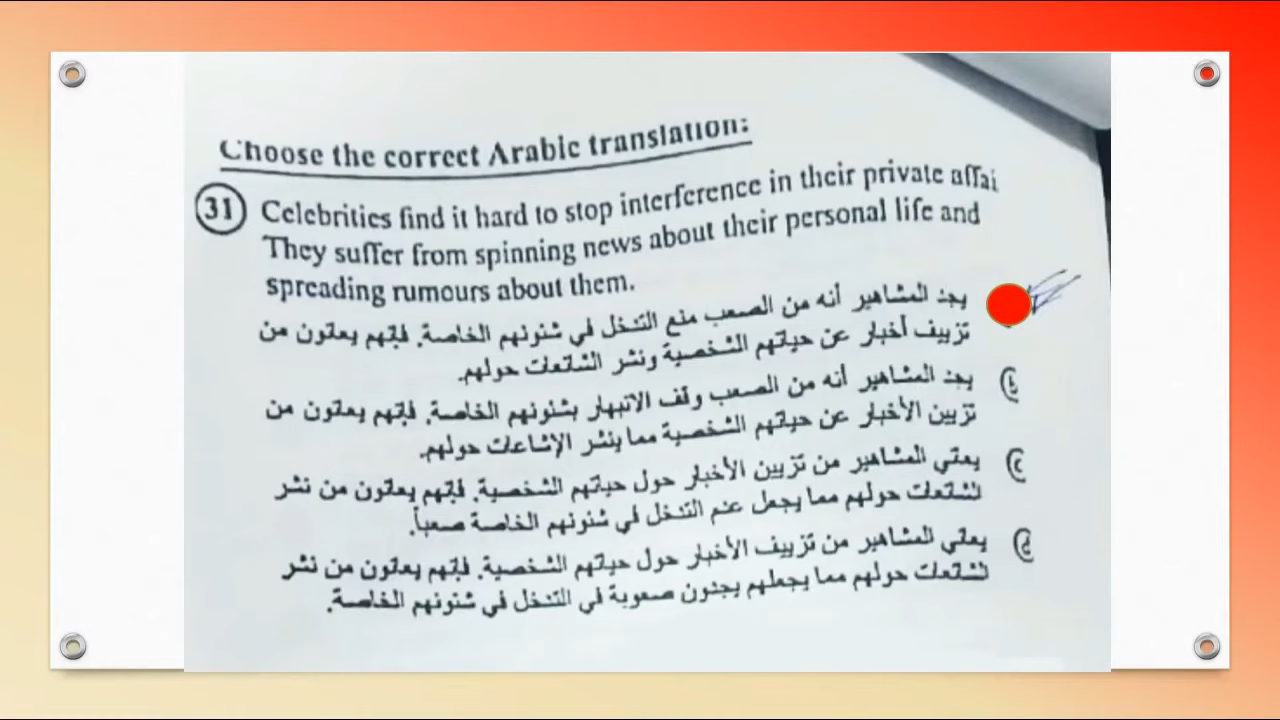 Choose the correct Arabic translation:
31 Celebrities find it hard to stop interference in their private affai
They suffer from spinning news about their personal life and
spreading rumours about them.
يجد المشاهير أنه من الصعب منع التدخل في شئونهم الخاصة. فإنهم يعانون من
تزييف أخبار عن حياتهم الشخصية ونشر الشائعات حولهم.
يجد المشاهير أنه من الصعب وقف الانبهار بشئونهم الخاصة. فإنهم يعانون من
تزيين الأخبار عن حياتهم الشخصية مما ينشر الإشاعات حولهم.
يعاني المشاهير من تزيين الأخبار حول حياتهم الشخصية. فإنهم يعانون من نشر
لشائعات حولهم مما يجعل عدم التدخل في شئونهم الخاصة صعباً.
يعاني المشاهير من تزييف الأخبار حول حياتهم الشخصية. فإنهم يعانون من نشر
لشائعات حولهم مما يجعلهم يجدون صعوبة في التدخل في شئونهم الخاصة.